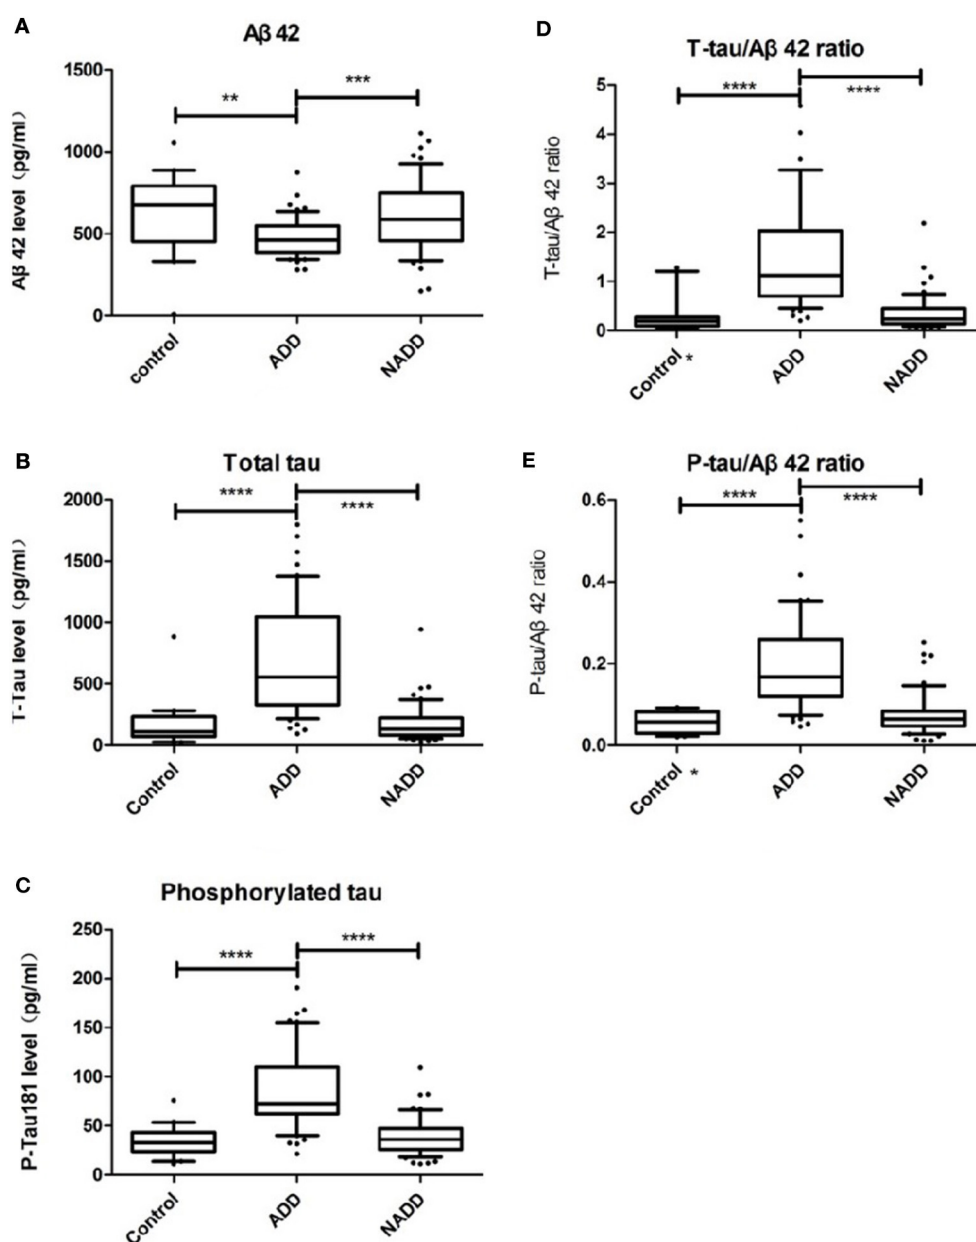 A
Aβ 42
Aβ 42 level (pg/ml)
1500
1000
500
0
**
***
control
ADD
NADD
D
T-tau/Aβ 42 ratio
T-tau/Aβ 42 ratio
5
4
3
2
1
0
****
****
Control *
ADD
NADD
B
Total tau
T-Tau level (pg/ml)
2000
1500
1000
500
0
****
****
Control
ADD
NADD
E
P-tau/Aβ 42 ratio
P-tau/Aβ 42 ratio
0.6
0.4
0.2
0.0
****
****
Control *
ADD
NADD
C
Phosphorylated tau
P-Tau181 level (pg/ml)
250
200
150
100
50
0
****
****
Control
ADD
NADD